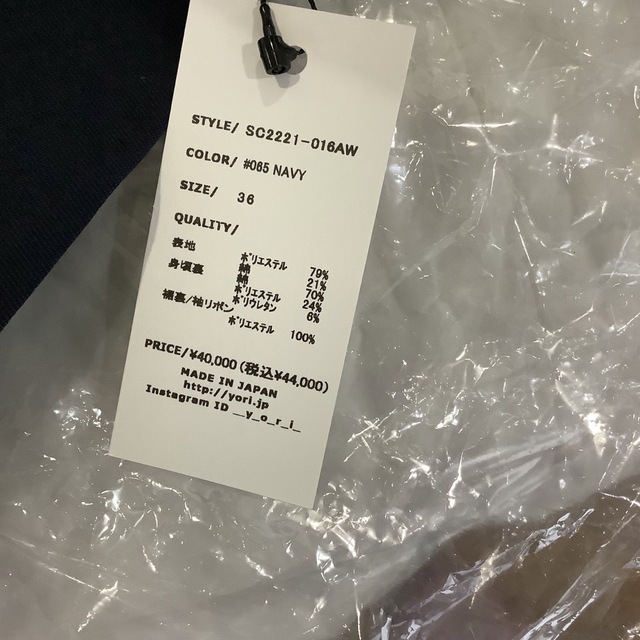 STYLE/ SC2221-016AW
COLOR/ #065 NAVY
SIZE/ 36
QUALITY/
表地 ポリエステル 79%
綿 21%
身頃裏 ポリエステル 70%
綿 24%
ポリウレタン 6%
裾裏/袖リボン ポリエステル 100%
PRICE/¥40,000(税込¥44,000)
MADE IN JAPAN
http://yori.jp
Instagram ID __y_o_r_i_